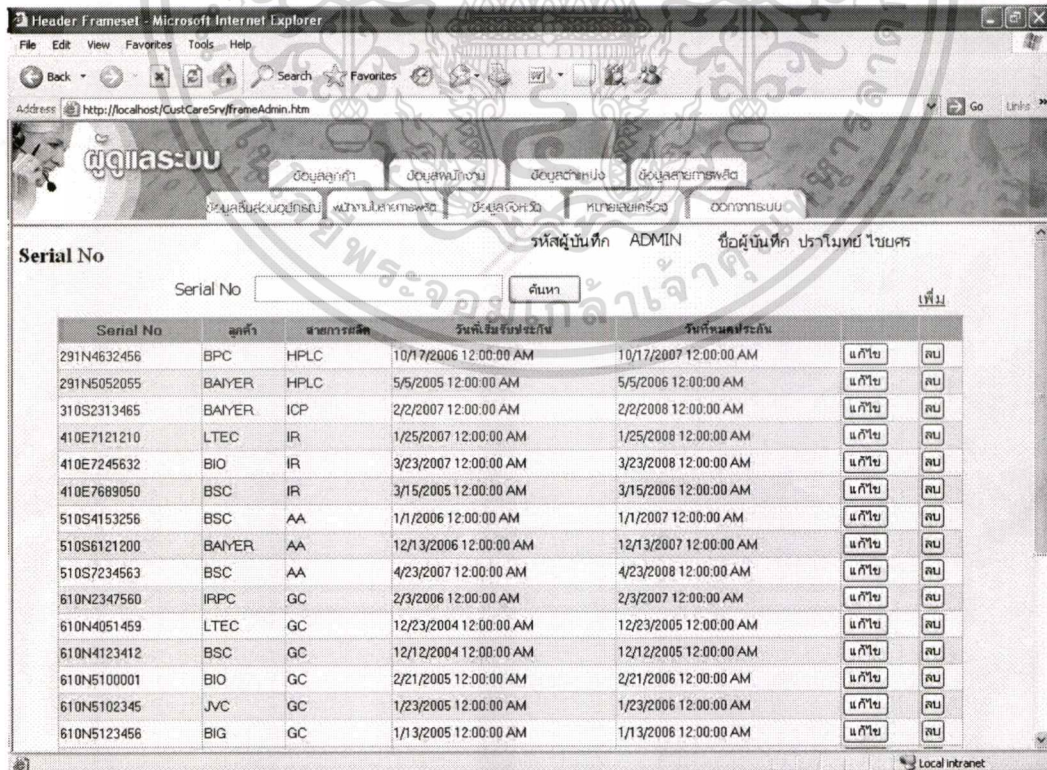 Header Frameset - Microsoft Internet Explorer
File Edit View Favorites Tools Help
Back Search Favorites
Address http://localhost/CustCareSrv/frameAdmin.htm Go Links
ผู้ดูแลระบบ
ข้อมูลลูกค้า ข้อมูลพนักงาน ข้อมูลตำแหน่ง ข้อมูลสายการผลิต
ข้อมูลชิ้นส่วนอุปกรณ์ พนักงานในสายการผลิต ข้อมูลจังหวัด หมายเลขเครื่อง ออกจากระบบ
รหัสผู้บันทึก ADMIN ชื่อผู้บันทึก ปราโมทย์ ไชยศร
Serial No
Serial No ค้นหา
เพิ่ม
Serial No ลูกค้า สายการผลิต วันที่เริ่มรับประกัน วันที่หมดประกัน
291N4632456 BPC HPLC 10/17/2006 12:00:00 AM 10/17/2007 12:00:00 AM แก้ไข ลบ
291N5052055 BAIYER HPLC 5/5/2005 12:00:00 AM 5/5/2006 12:00:00 AM แก้ไข ลบ
310S2313465 BAIYER ICP 2/2/2007 12:00:00 AM 2/2/2008 12:00:00 AM แก้ไข ลบ
410E7121210 LTEC IR 1/25/2007 12:00:00 AM 1/25/2008 12:00:00 AM แก้ไข ลบ
410E7245632 BIO IR 3/23/2007 12:00:00 AM 3/23/2008 12:00:00 AM แก้ไข ลบ
410E7689050 BSC IR 3/15/2005 12:00:00 AM 3/15/2006 12:00:00 AM แก้ไข ลบ
510S4153256 BSC AA 1/1/2006 12:00:00 AM 1/1/2007 12:00:00 AM แก้ไข ลบ
510S6121200 BAIYER AA 12/13/2006 12:00:00 AM 12/13/2007 12:00:00 AM แก้ไข ลบ
510S7234563 BSC AA 4/23/2007 12:00:00 AM 4/23/2008 12:00:00 AM แก้ไข ลบ
610N2347560 IRPC GC 2/3/2006 12:00:00 AM 2/3/2007 12:00:00 AM แก้ไข ลบ
610N4051459 LTEC GC 12/23/2004 12:00:00 AM 12/23/2005 12:00:00 AM แก้ไข ลบ
610N4123412 BSC GC 12/12/2004 12:00:00 AM 12/12/2005 12:00:00 AM แก้ไข ลบ
610N5100001 BIO GC 2/21/2005 12:00:00 AM 2/21/2006 12:00:00 AM แก้ไข ลบ
610N5102345 JVC GC 1/23/2005 12:00:00 AM 1/23/2006 12:00:00 AM แก้ไข ลบ
610N5123456 BIG GC 1/13/2005 12:00:00 AM 1/13/2006 12:00:00 AM แก้ไข ลบ
Local intranet